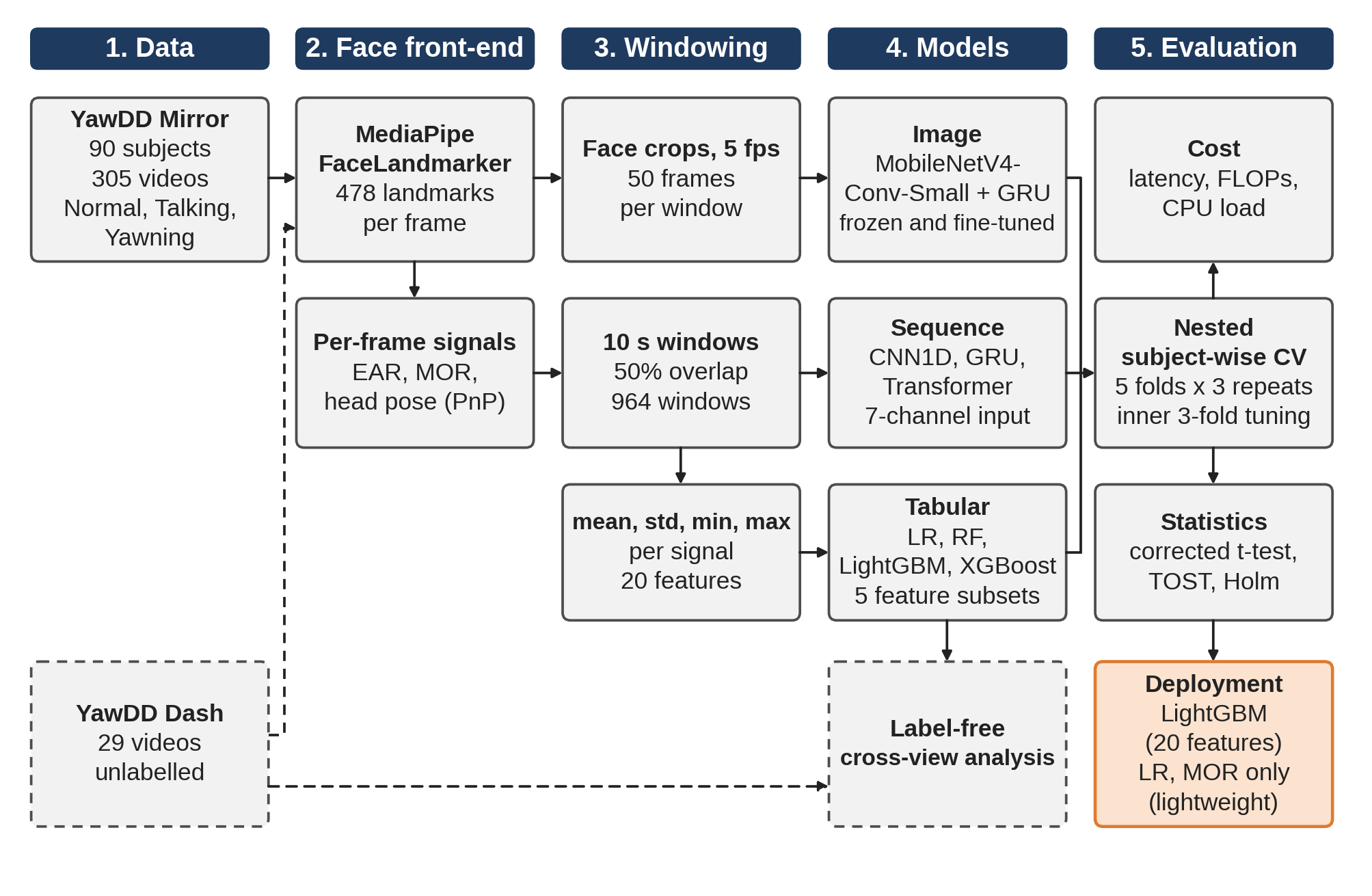 1. Data
2. Face front-end
3. Windowing
4. Models
5. Evaluation
YawDD Mirror
90 subjects
305 videos
Normal, Talking,
Yawning
MediaPipe
FaceLandmarker
478 landmarks
per frame
Face crops, 5 fps
50 frames
per window
Image
MobileNetV4-
Conv-Small + GRU
frozen and fine-tuned
Cost
latency, FLOPs,
CPU load
Per-frame signals
EAR, MOR,
head pose (PnP)
10 s windows
50% overlap
964 windows
Sequence
CNN1D, GRU,
Transformer
7-channel input
Nested
subject-wise CV
5 folds x 3 repeats
inner 3-fold tuning
mean, std, min, max
per signal
20 features
Tabular
LR, RF,
LightGBM, XGBoost
5 feature subsets
Statistics
corrected t-test,
TOST, Holm
YawDD Dash
29 videos
unlabelled
Label-free
cross-view analysis
Deployment
LightGBM
(20 features)
LR, MOR only
(lightweight)